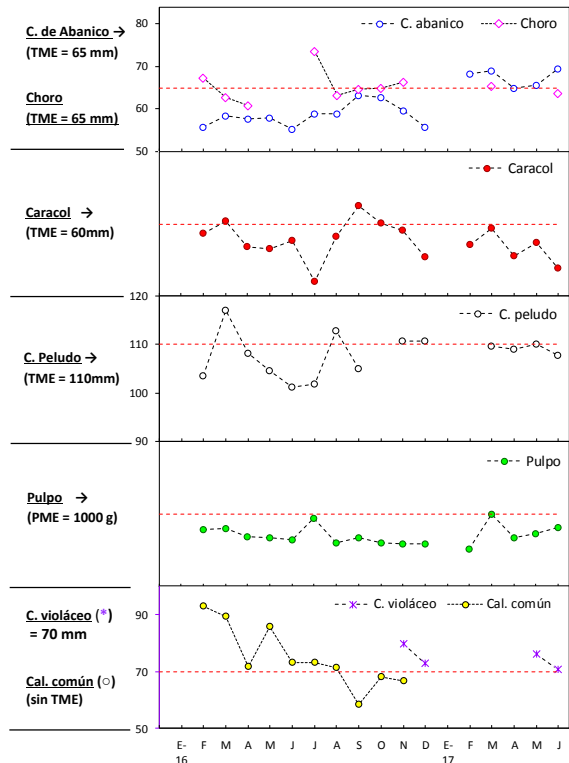 C. de Abanico →
(TME = 65 mm)
Choro
(TME = 65 mm)
80
70
60
50
C. abanico
Choro
Caracol →
(TME = 60mm)
Caracol
C. Peludo →
(TME = 110mm)
120
110
100
90
C. peludo
Pulpo →
(PME = 1000 g)
Pulpo
C. violáceo (*)
= 70 mm
Cal. común (○)
(sin TME)
90
70
50
C. violáceo
Cal. común
E- F M A M J J A S O N D E- F M A M J
16 17